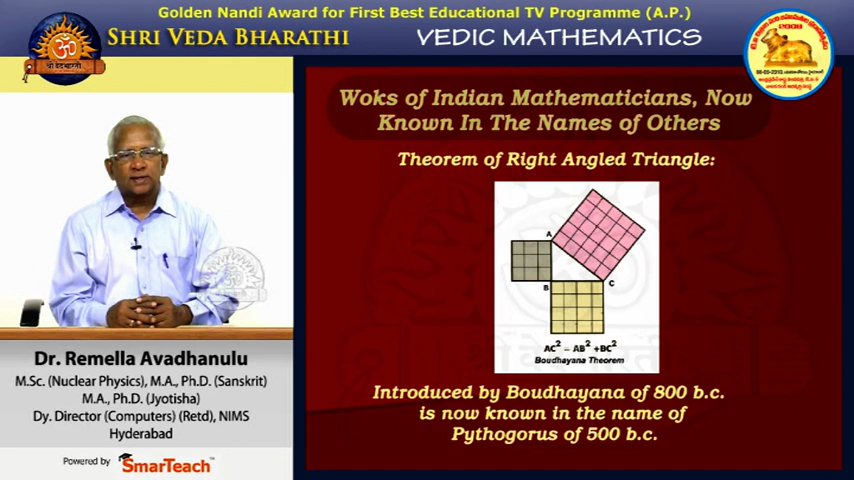 Golden Nandi Award for First Best Educational TV Programme (A.P.)
SHRI VEDA BHARATHI
VEDIC MATHEMATICS
Woks of Indian Mathematicians, Now
Known In The Names of Others
Theorem of Right Angled Triangle:
A
B
C
AC² = AB² +BC²
Boudhayana Theorem
Introduced by Boudhayana of 800 b.c.
is now known in the name of
Pythogorus of 500 b.c.
Dr. Remella Avadhanulu
M.Sc. (Nuclear Physics), M.A., Ph.D. (Sanskrit)
M.A., Ph.D. (Jyotisha)
Dy. Director (Computers) (Retd), NIMS
Hyderabad
Powered by SmarTeach™